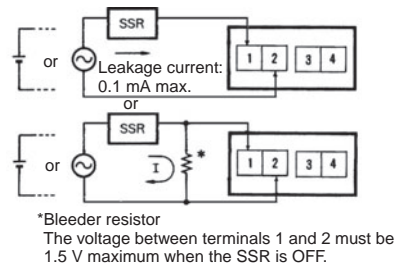 SSR
or
Leakage current:
0.1 mA max.
1 2 3 4
or
SSR
or
I
*
1 2 3 4
*Bleeder resistor
The voltage between terminals 1 and 2 must be
1.5 V maximum when the SSR is OFF.